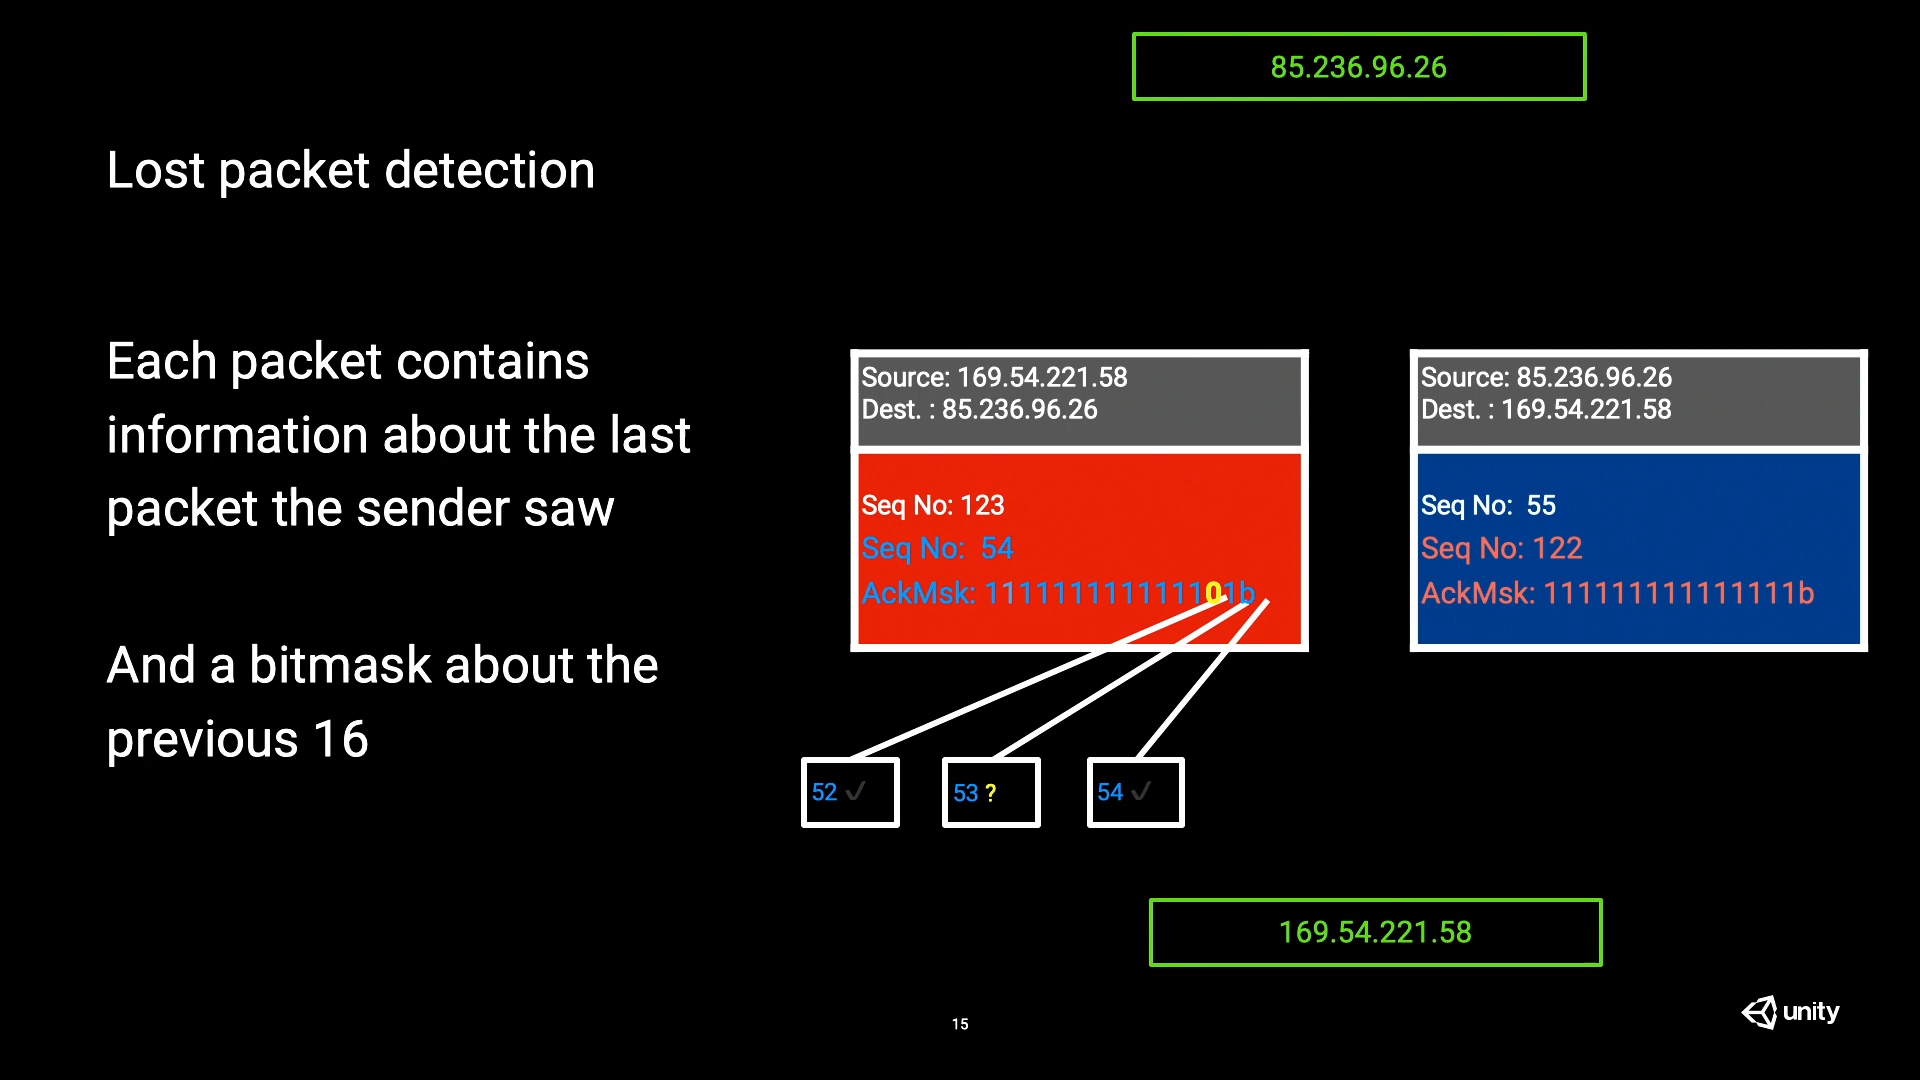 85.236.96.26
Lost packet detection
Each packet contains
information about the last
packet the sender saw
And a bitmask about the
previous 16
Source: 169.54.221.58
Dest. : 85.236.96.26
Seq No: 123
Seq No:  54
AckMsk: 1111111111111101b
52 ✓
53 ?
54 ✓
Source: 85.236.96.26
Dest. : 169.54.221.58
Seq No:  55
Seq No: 122
AckMsk: 1111111111111111b
169.54.221.58
15
unity